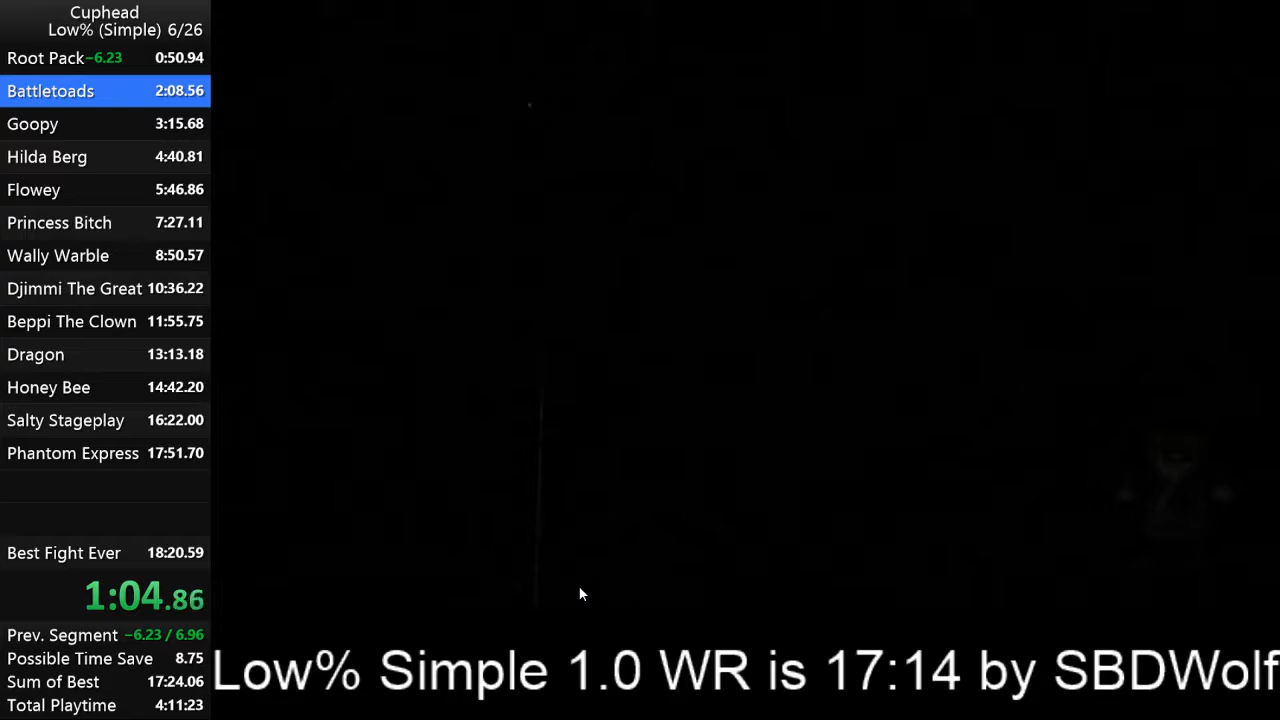 Cuphead
Low% (Simple) 6/26
Root Pack −6.23 0:50.94
Battletoads 2:08.56
Goopy 3:15.68
Hilda Berg 4:40.81
Flowey 5:46.86
Princess Bitch 7:27.11
Wally Warble 8:50.57
Djimmi The Great 10:36.22
Beppi The Clown 11:55.75
Dragon 13:13.18
Honey Bee 14:42.20
Salty Stageplay 16:22.00
Phantom Express 17:51.70
Best Fight Ever 18:20.59
1:04.86
Prev. Segment −6.23 / 6.96
Possible Time Save 8.75
Sum of Best 17:24.06
Total Playtime 4:11:23
Low% Simple 1.0 WR is 17:14 by SBDWolf